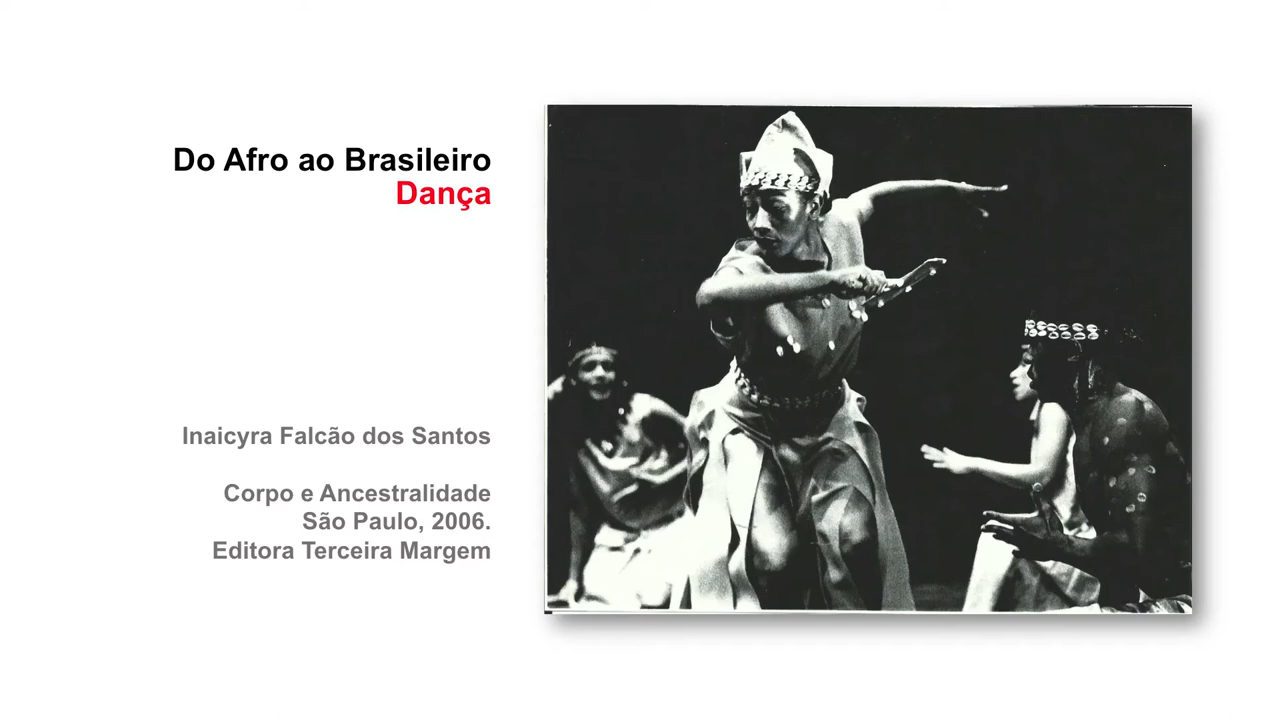 Do Afro ao Brasileiro
Dança
Inaicyra Falcão dos Santos
Corpo e Ancestralidade
São Paulo, 2006.
Editora Terceira Margem